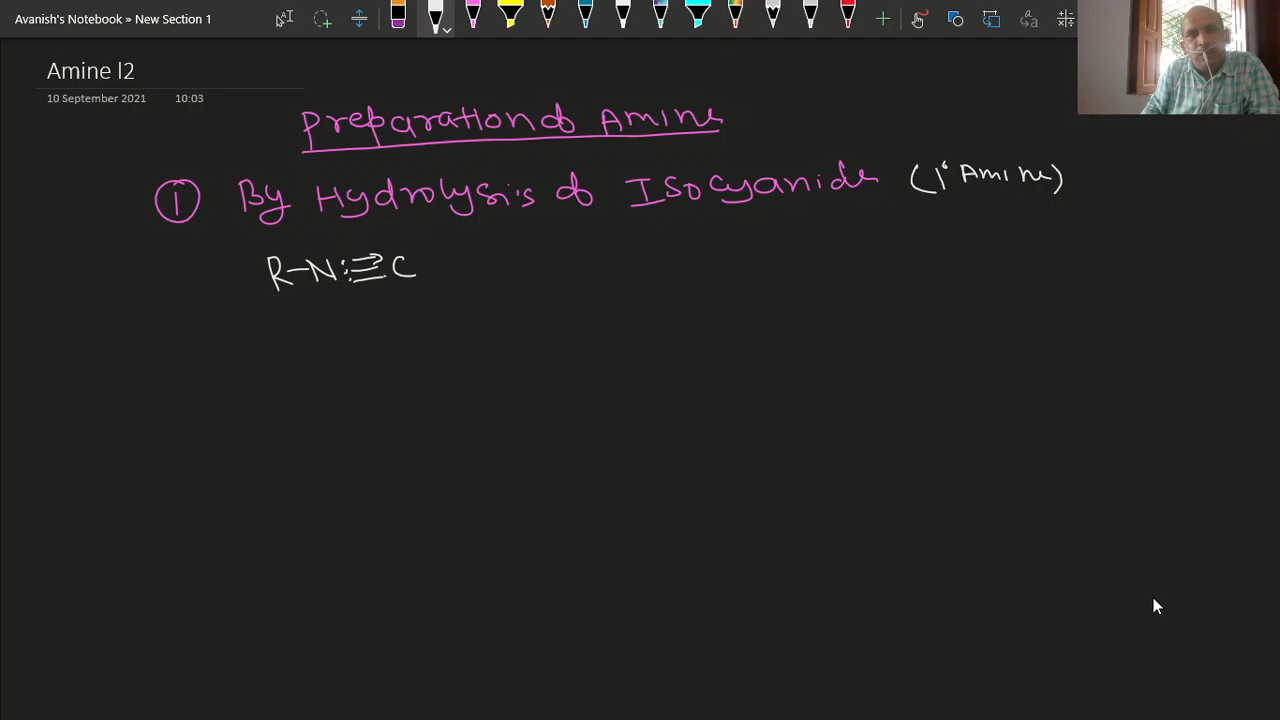 Avanish's Notebook » New Section 1
Amine l2
10 September 2021 10:03
Preparation of Amine
① By Hydrolysis of Isocyanide (1° Amine)
R-N≡C